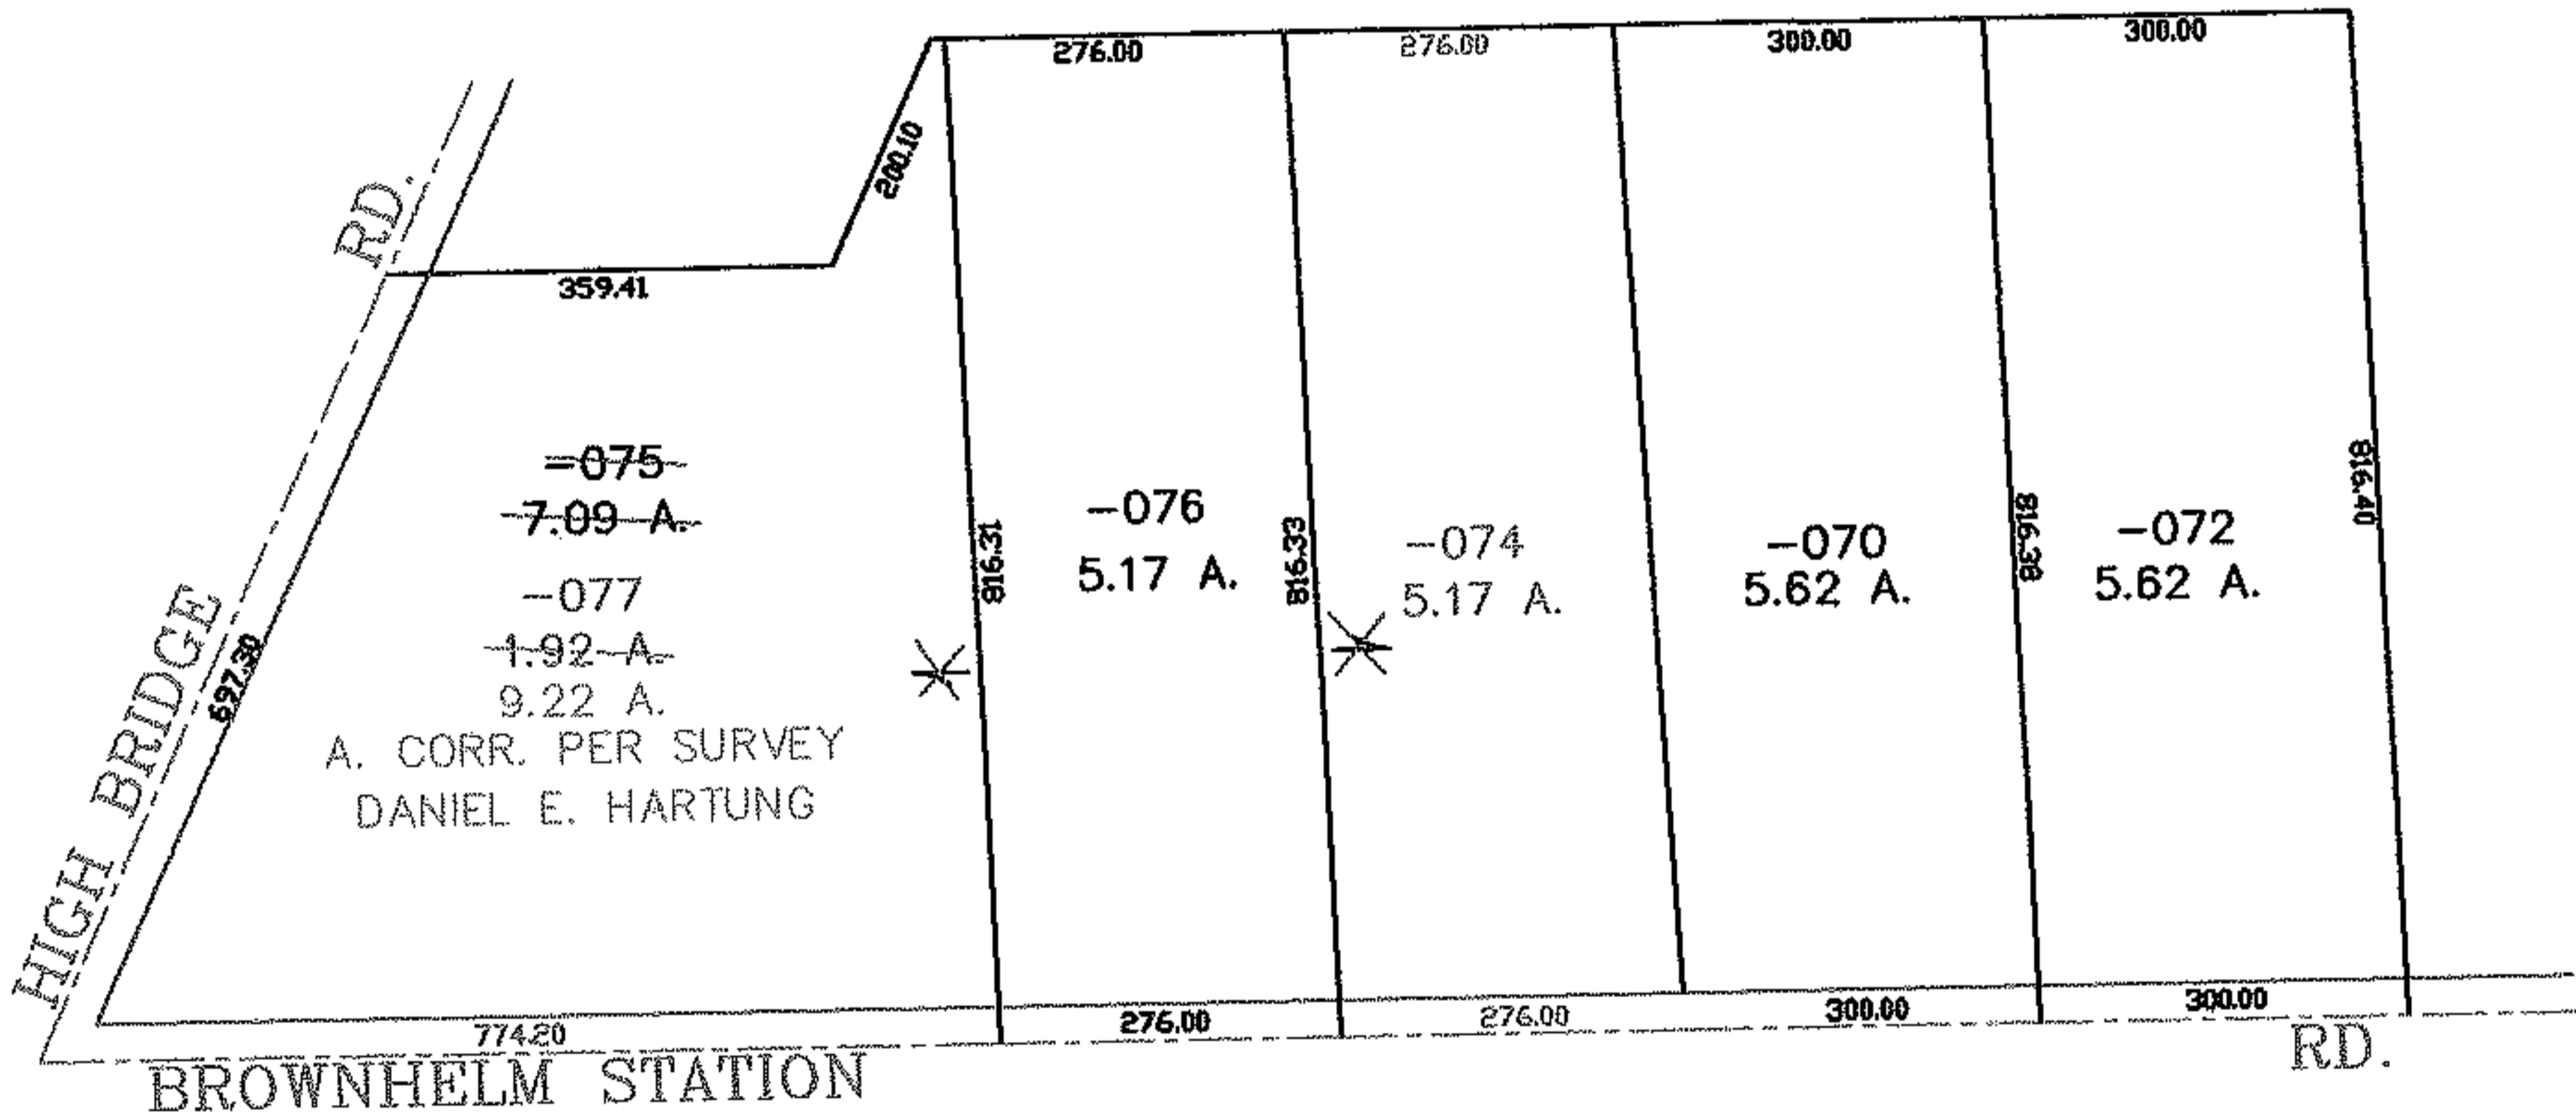 276.00
276.00
300.00
300.00
200.10
RD.
359.41
=075
7.09 A.
-077
1.92 A.
9.22 A.
A. CORR. PER SURVEY
DANIEL E. HARTUNG
816.31
-076
5.17 A.
816.33
-074
5.17 A.
-070
5.62 A.
816.38
-072
5.62 A.
816.40
HIGH BRIDGE
697.30
774.20
276.00
276.00
300.00
300.00
BROWNHELM STATION
RD.